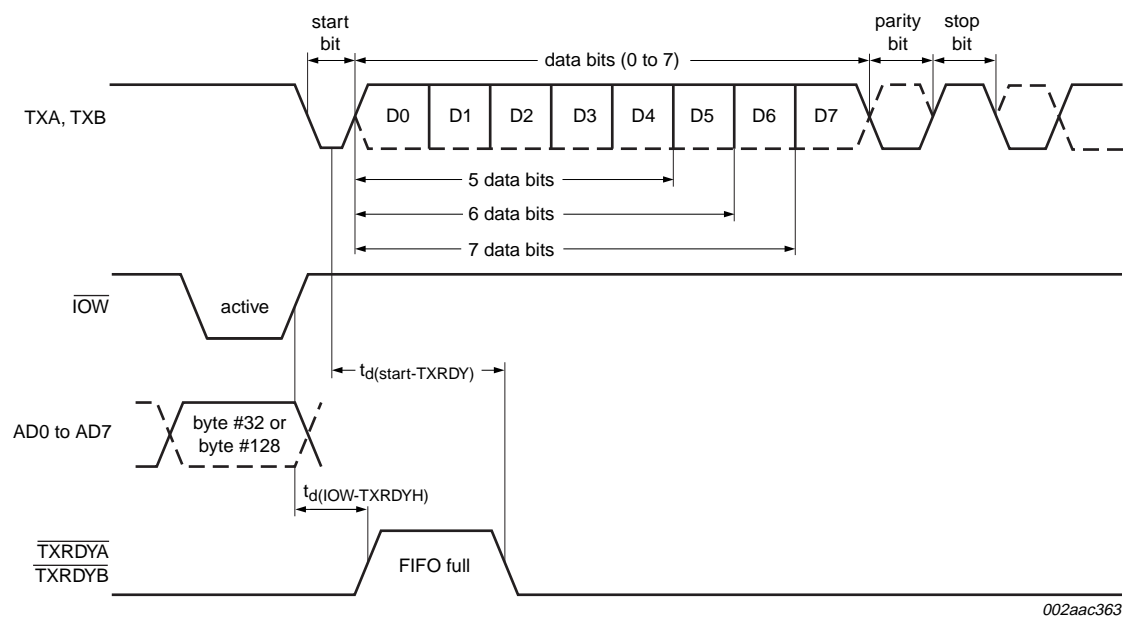 start
bit
data bits (0 to 7)
parity
bit
stop
bit
TXA, TXB
D0 D1 D2 D3 D4 D5 D6 D7
5 data bits
6 data bits
7 data bits
IOW
active
td(start-TXRDY)
AD0 to AD7
byte #32 or
byte #128
td(IOW-TXRDYH)
TXRDYA
TXRDYB
FIFO full
002aac363